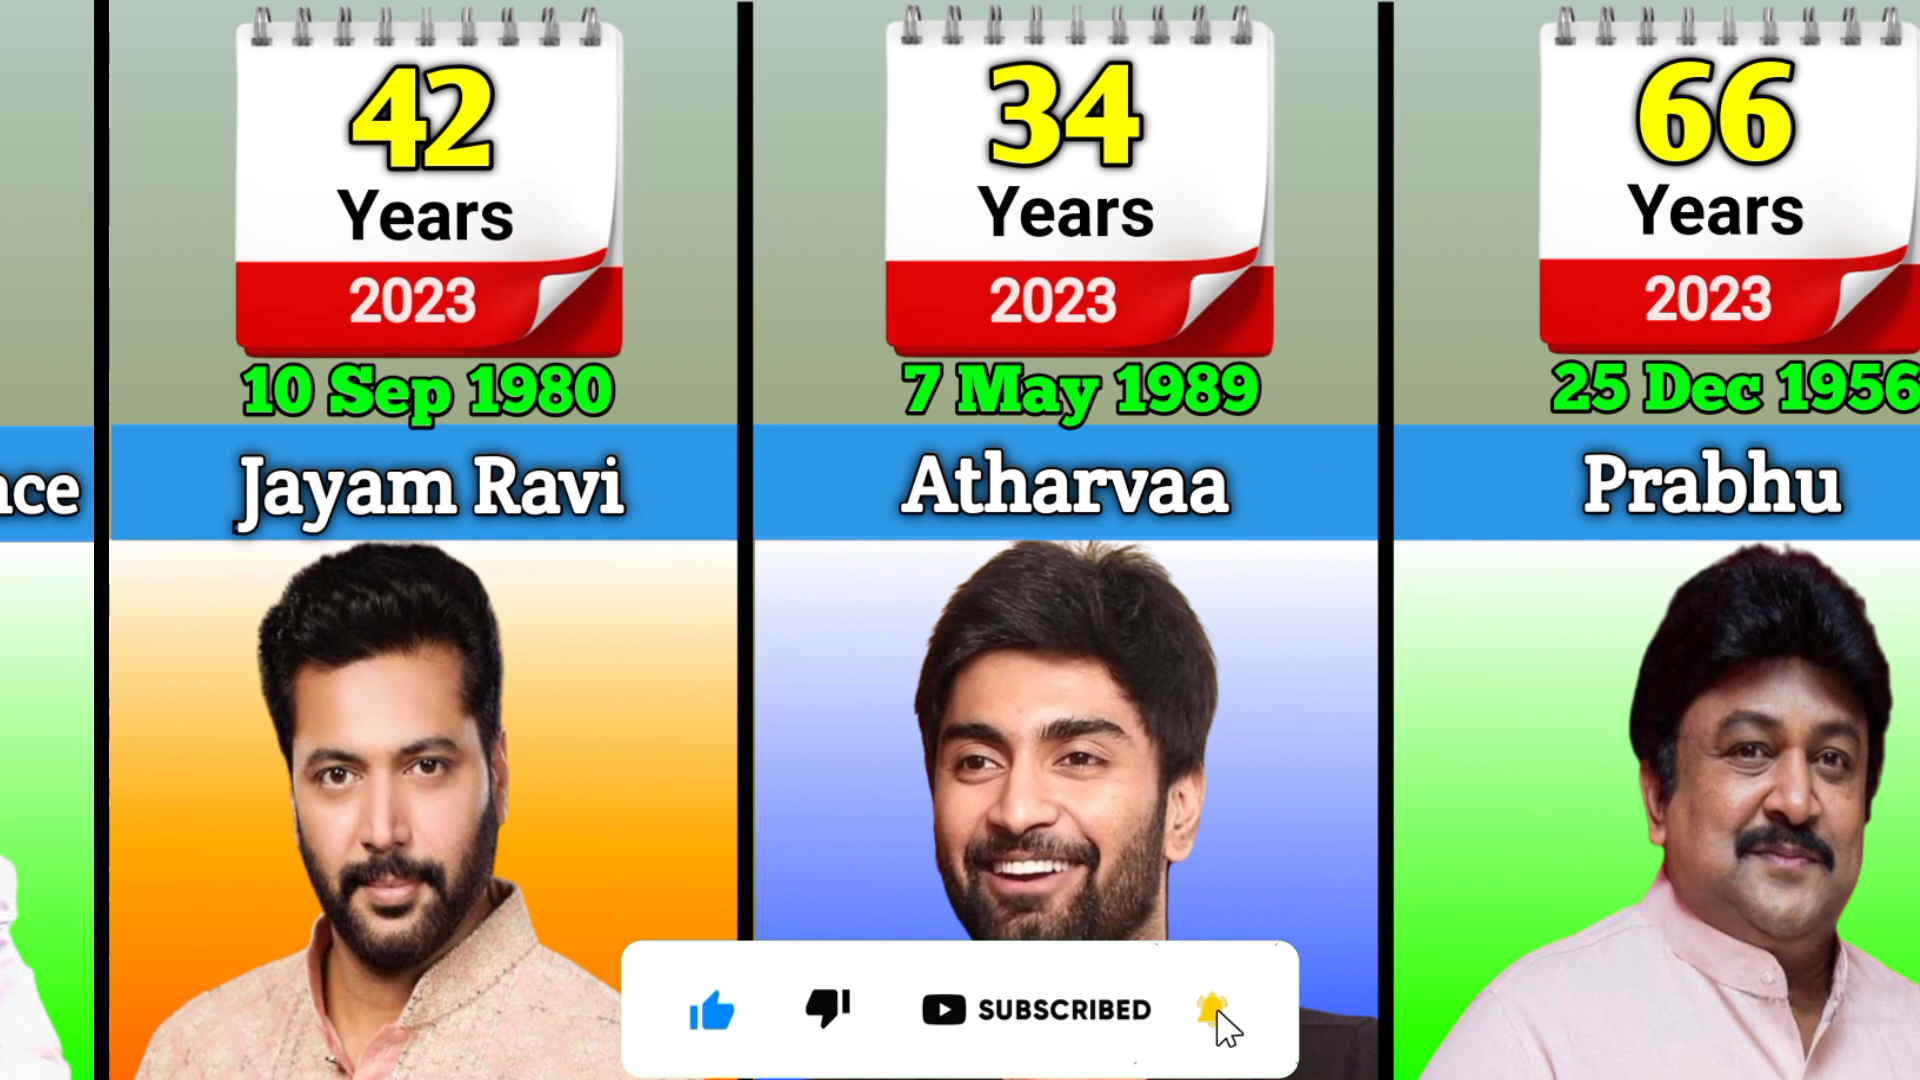 42
Years
2023
10 Sep 1980
Jayam Ravi
34
Years
2023
7 May 1989
Atharvaa
66
Years
2023
25 Dec 1956
Prabhu
SUBSCRIBED